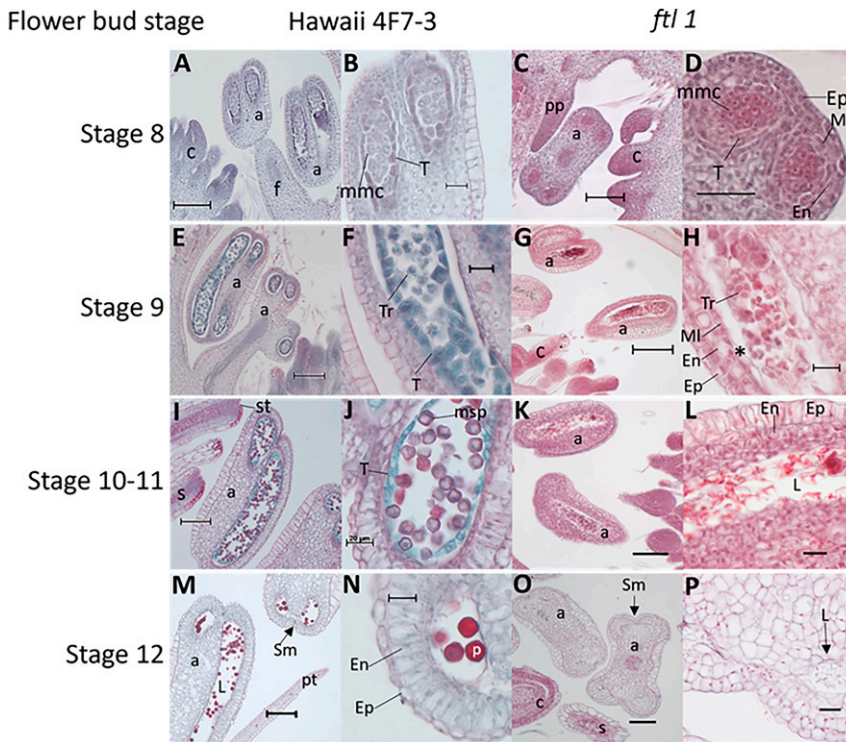 Flower bud stage Hawaii 4F7-3 ftl 1
Stage 8
A
c
a
f
a
B
mmc
T
C
pp
a
c
D
mmc
Ep
M
T
En
Stage 9
E
a
a
F
Tr
T
G
a
a
c
H
Tr
Ml
En
*
Ep
Stage 10-11
I
st
s
a
J
msp
T
20 µm
K
a
a
L
En Ep
L
Stage 12
M
a
L
Sm
pt
N
p
En
Ep
O
Sm
a
a
c
s
P
L